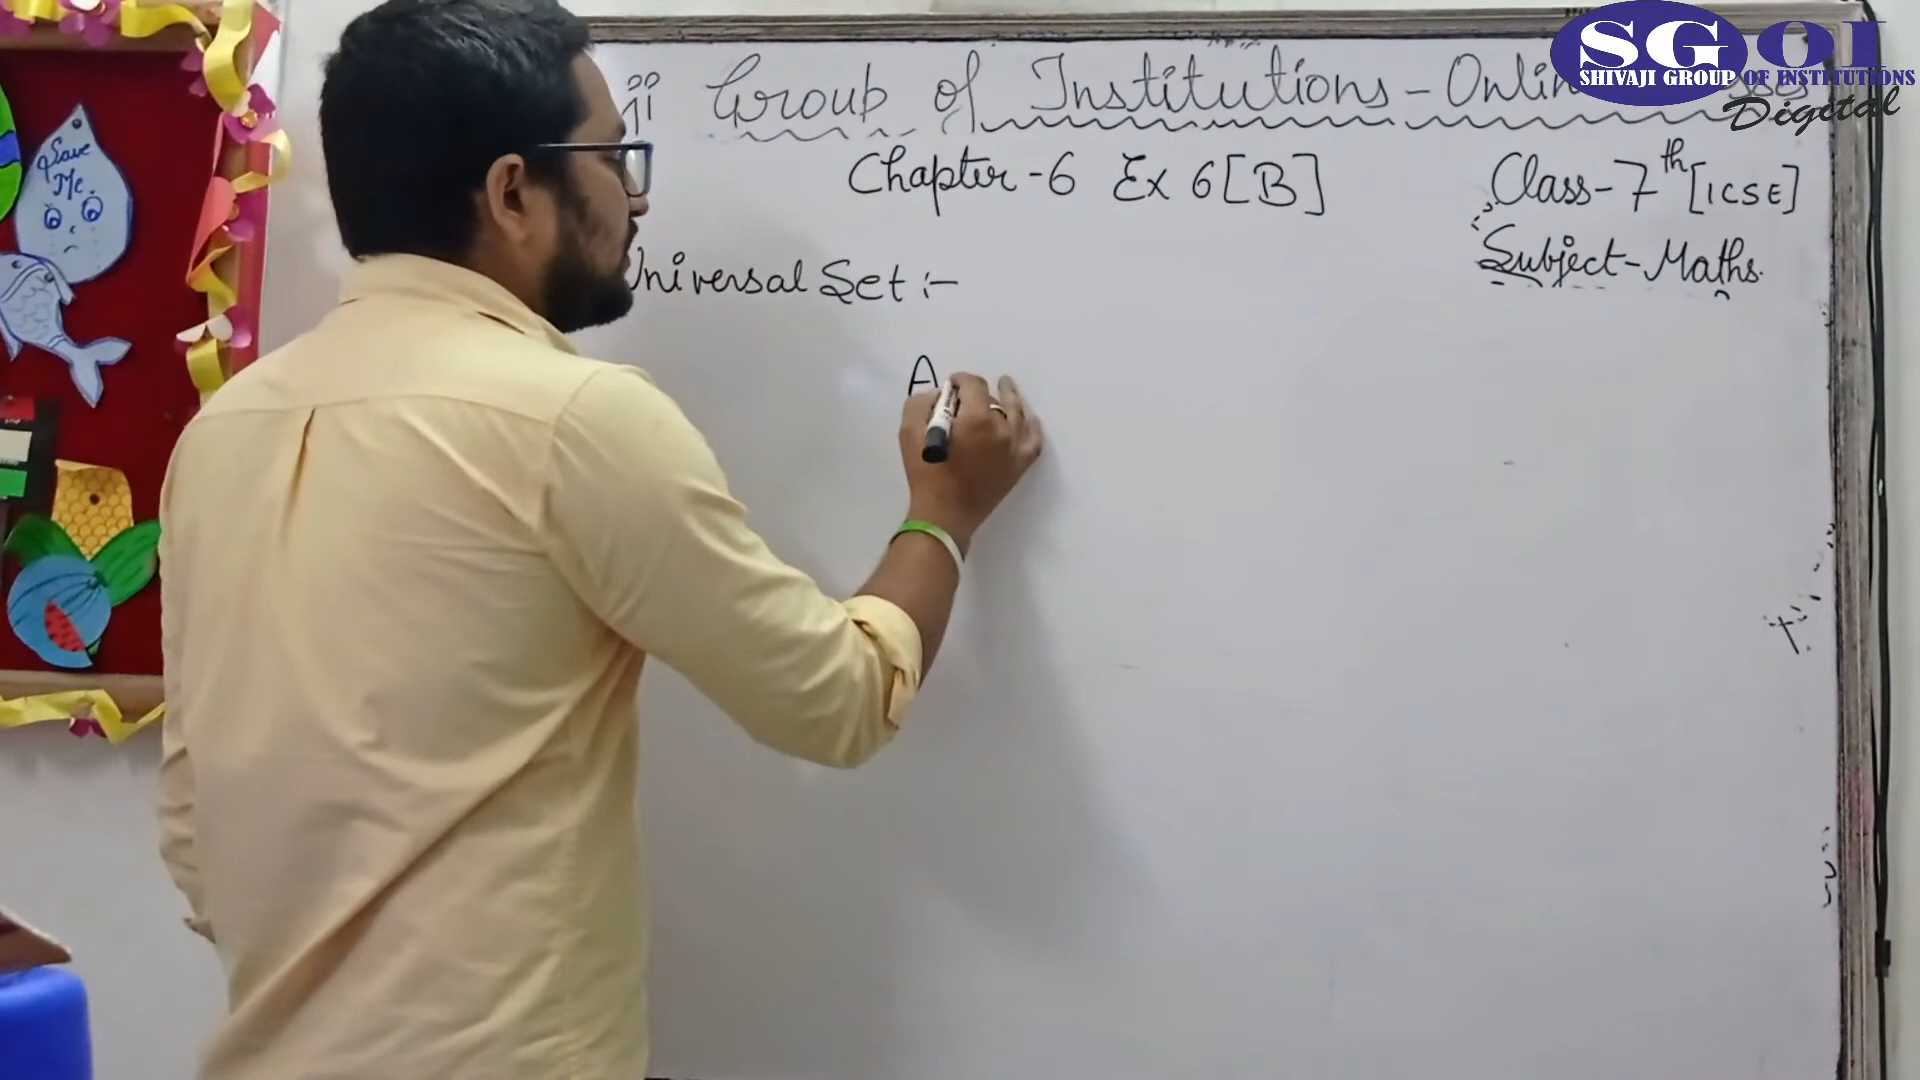 SGOI
SHIVAJI GROUP OF INSTITUTIONS
Digital
ji Group of Institutions - Onlin
Chapter - 6 Ex 6[B]
Class - 7th [ICSE]
Subject - Maths.
Universal Set :-
A
Save
Me.